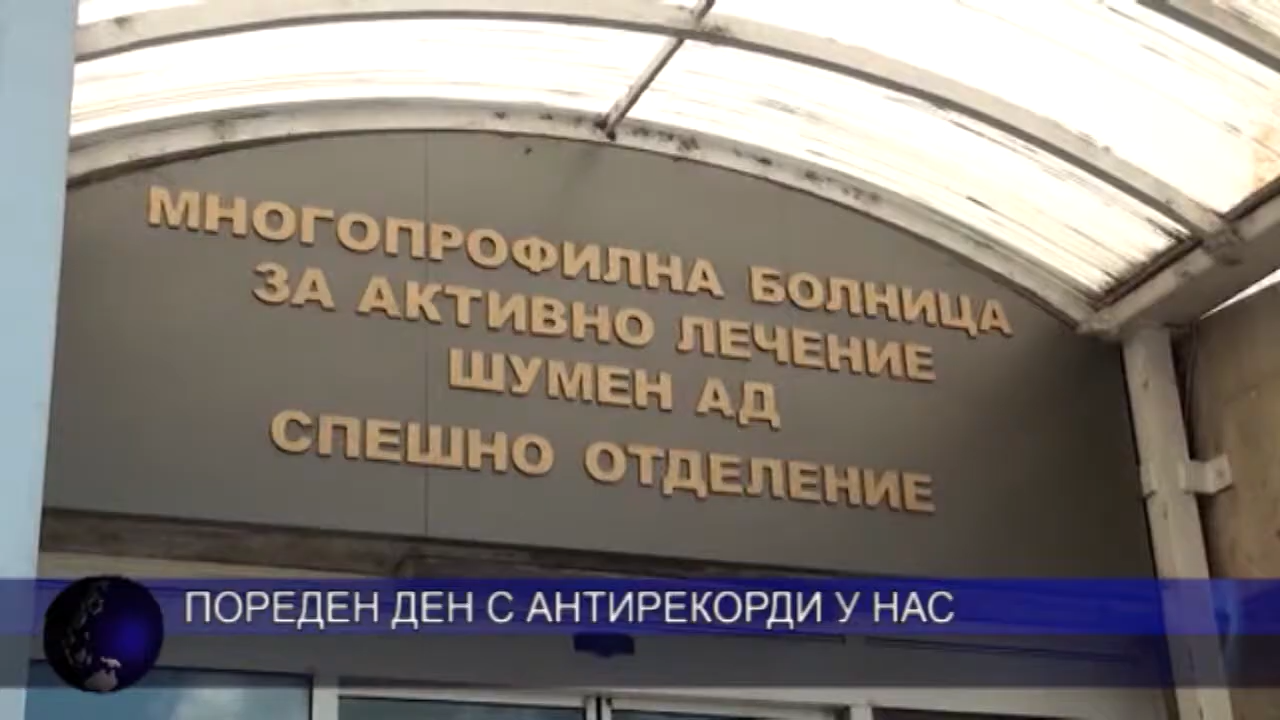 МНОГОПРОФИЛНА БОЛНИЦА
ЗА АКТИВНО ЛЕЧЕНИЕ
ШУМЕН АД
СПЕШНО ОТДЕЛЕНИЕ
ПОРЕДЕН ДЕН С АНТИРЕКОРДИ У НАС